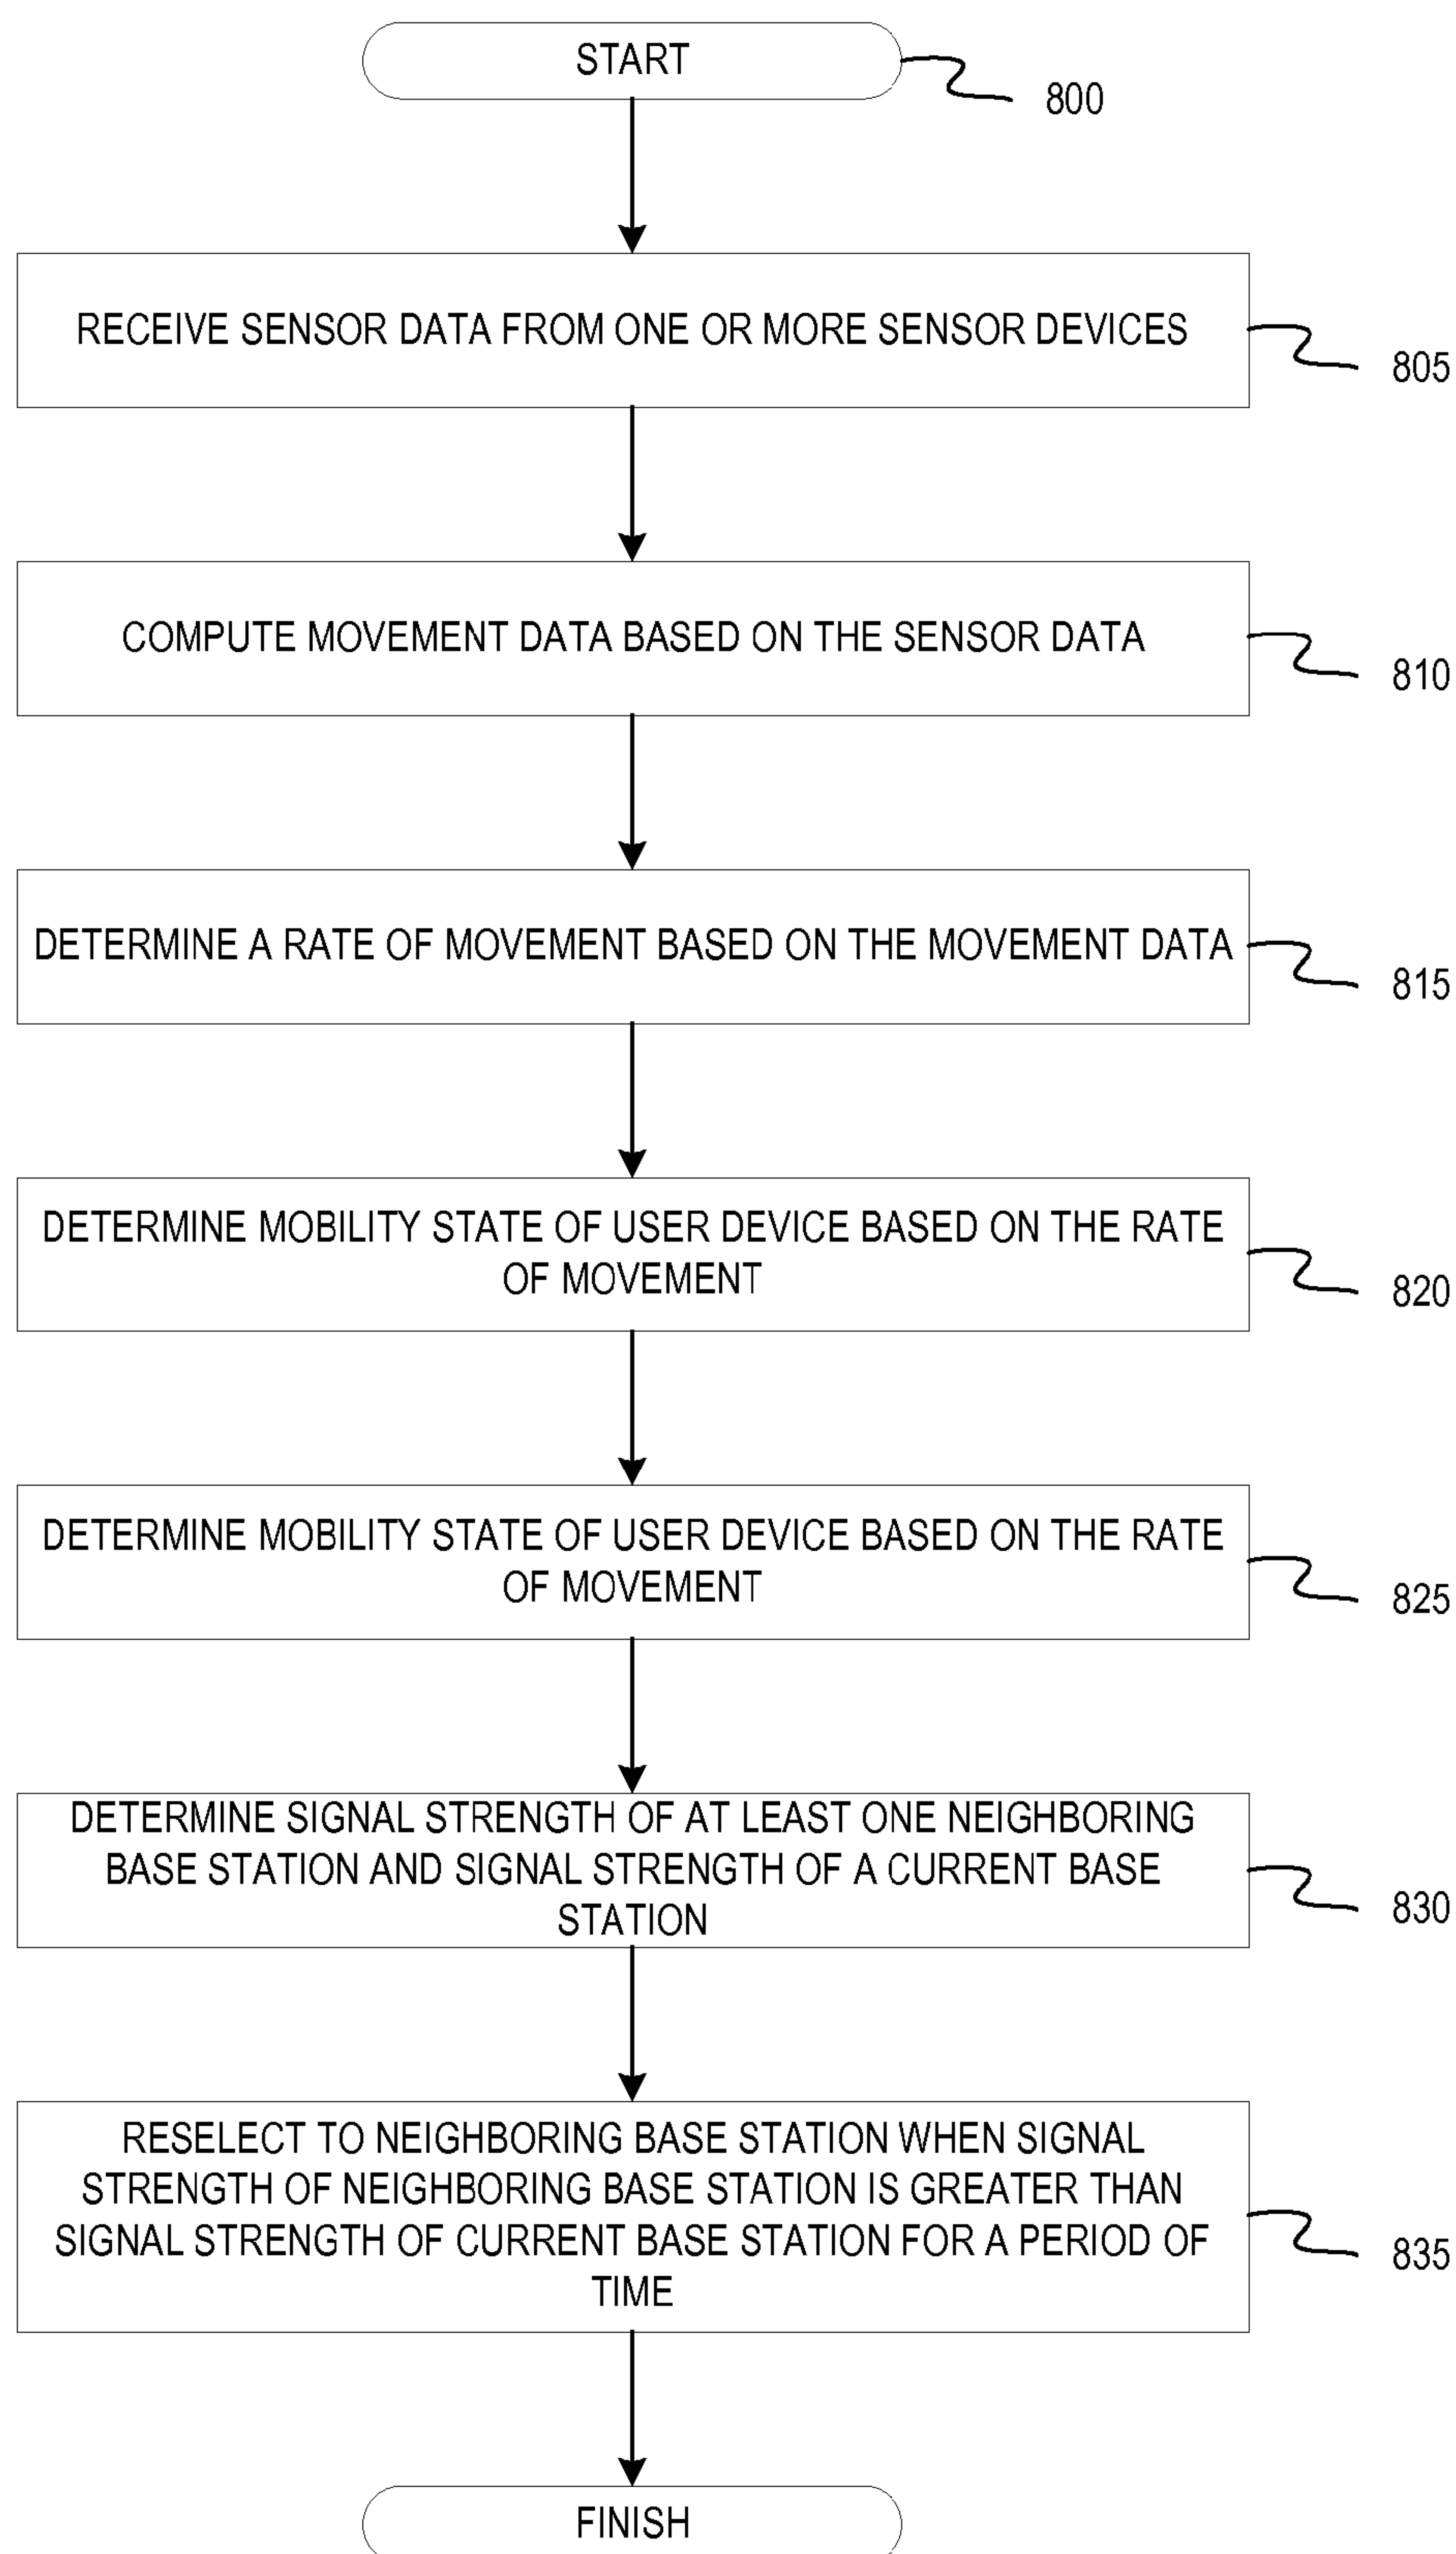 START
800
RECEIVE SENSOR DATA FROM ONE OR MORE SENSOR DEVICES
805
COMPUTE MOVEMENT DATA BASED ON THE SENSOR DATA
810
DETERMINE A RATE OF MOVEMENT BASED ON THE MOVEMENT DATA
815
DETERMINE MOBILITY STATE OF USER DEVICE BASED ON THE RATE
OF MOVEMENT
820
DETERMINE MOBILITY STATE OF USER DEVICE BASED ON THE RATE
OF MOVEMENT
825
DETERMINE SIGNAL STRENGTH OF AT LEAST ONE NEIGHBORING
BASE STATION AND SIGNAL STRENGTH OF A CURRENT BASE
STATION
830
RESELECT TO NEIGHBORING BASE STATION WHEN SIGNAL
STRENGTH OF NEIGHBORING BASE STATION IS GREATER THAN
SIGNAL STRENGTH OF CURRENT BASE STATION FOR A PERIOD OF
TIME
835
FINISH